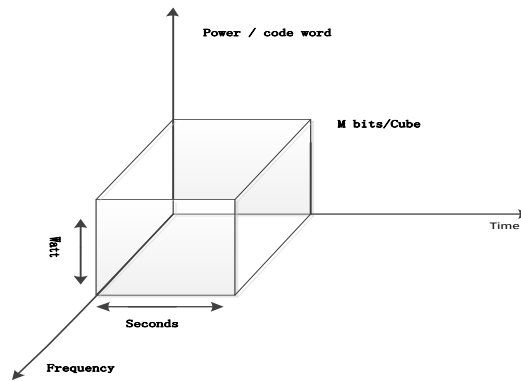 Power / code word
M bits/Cube
Time
Watt
Seconds
Frequency